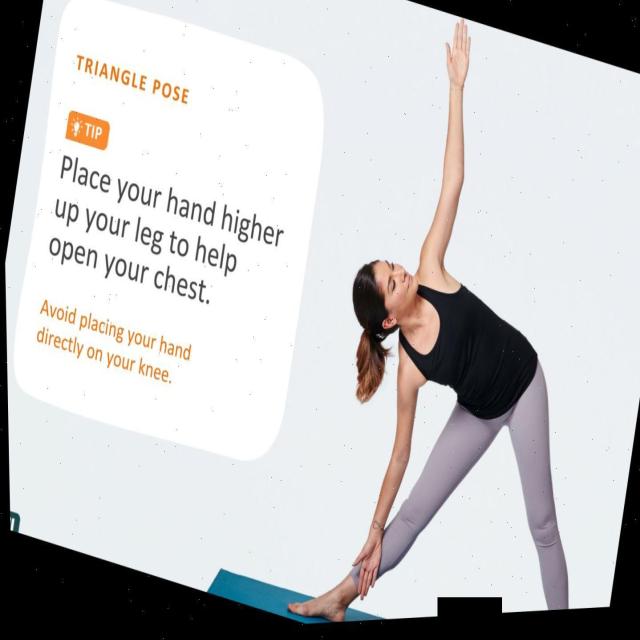 TRIANGLE POSE
TIP
Place your hand higher
up your leg to help
open your chest.
Avoid placing your hand
directly on your knee.